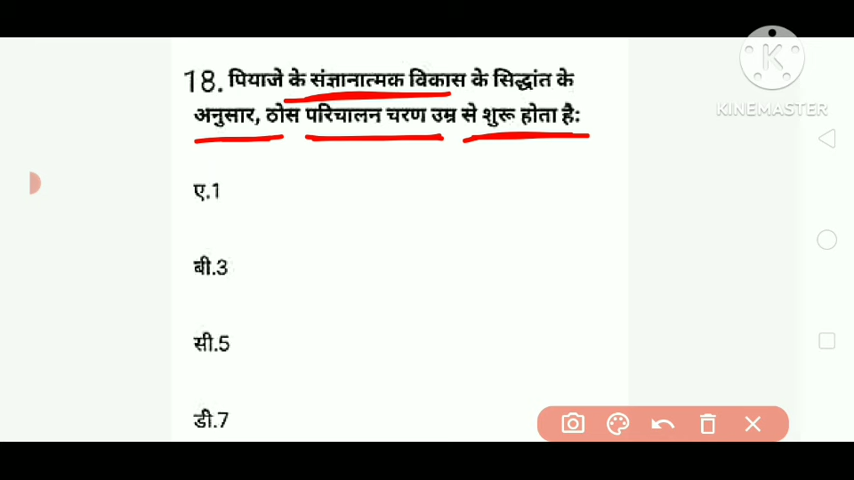 KINEMASTER
18. पियाजे के संज्ञानात्मक विकास के सिद्धांत के
अनुसार, ठोस परिचालन चरण उम्र से शुरू होता है:
ए.1
बी.3
सी.5
डी.7